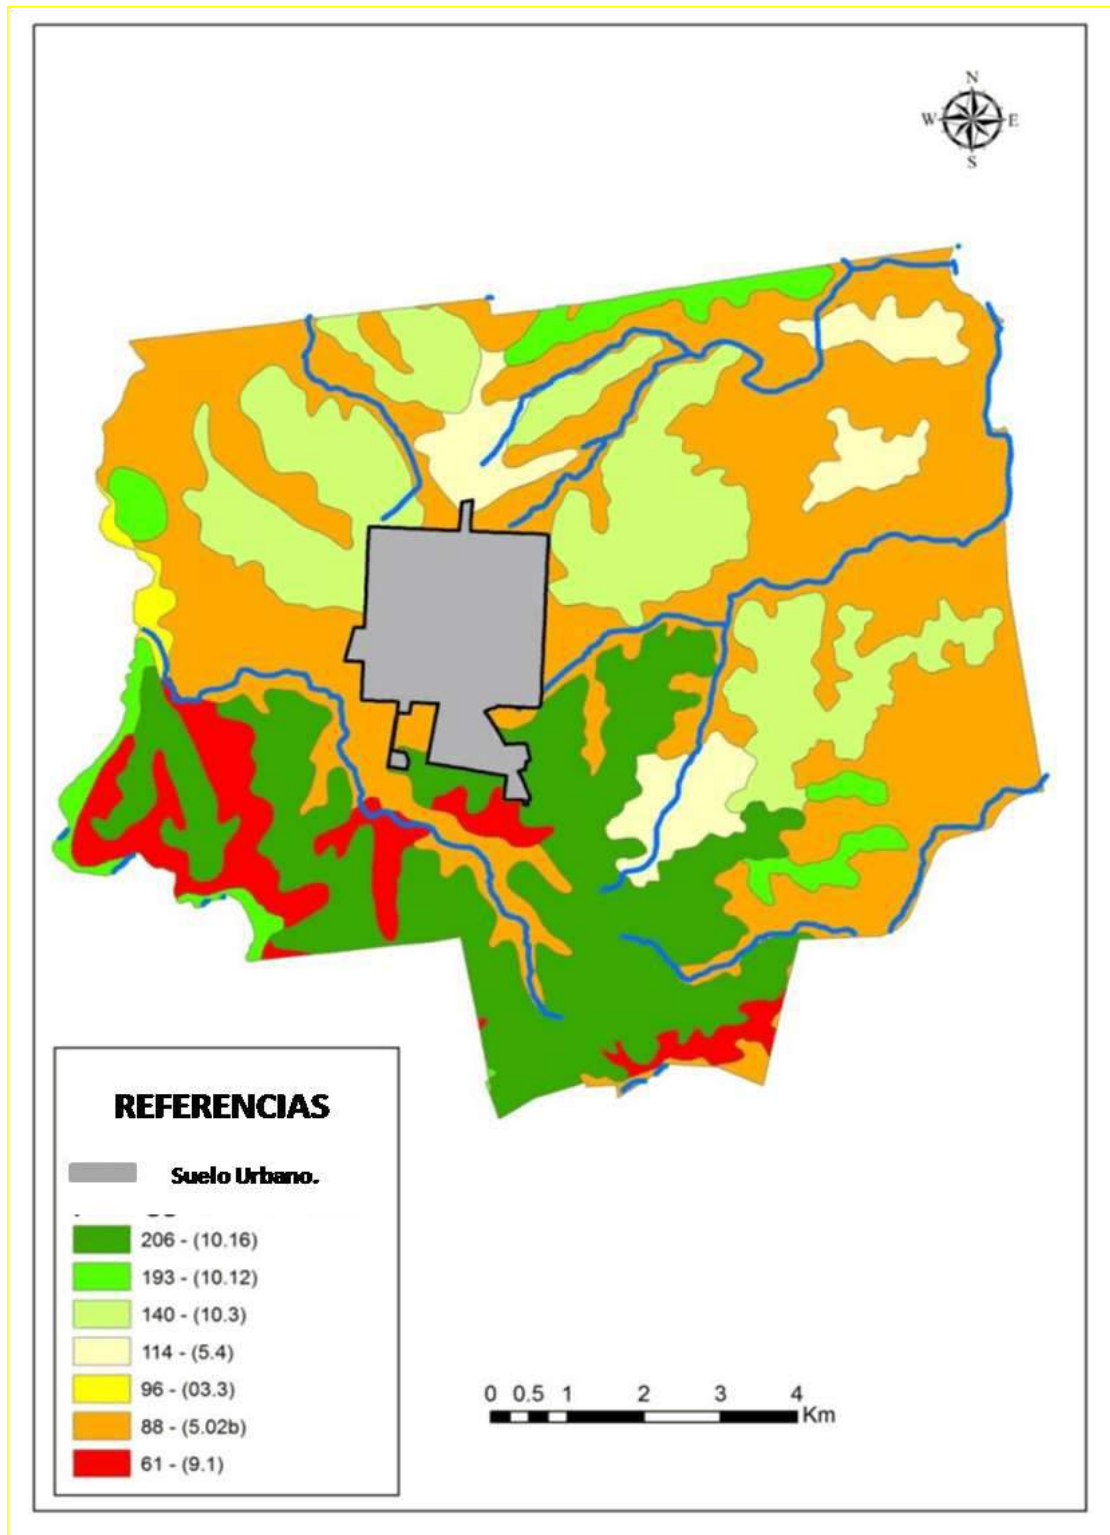 N
W E
S
REFERENCIAS
Suelo Urbano.
206 - (10.16)
193 - (10.12)
140 - (10.3)
114 - (5.4)
96 - (03.3)
88 - (5.02b)
61 - (9.1)
0 0.5 1 2 3 4
Km